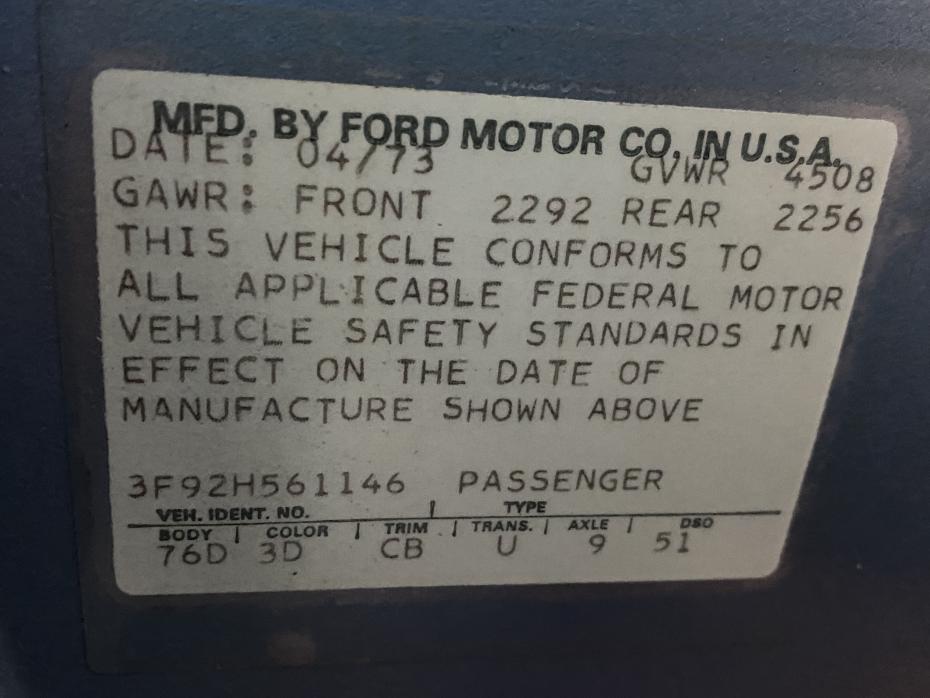 MFD. BY FORD MOTOR CO. IN U.S.A.
DATE: 04/73 GVWR 4508
GAWR: FRONT 2292 REAR 2256
THIS VEHICLE CONFORMS TO
ALL APPLICABLE FEDERAL MOTOR
VEHICLE SAFETY STANDARDS IN
EFFECT ON THE DATE OF
MANUFACTURE SHOWN ABOVE
3F92H561146 PASSENGER
VEH. IDENT. NO. | TYPE
BODY | COLOR | TRIM | TRANS. | AXLE | DSO
76D 3D CB U 9 51